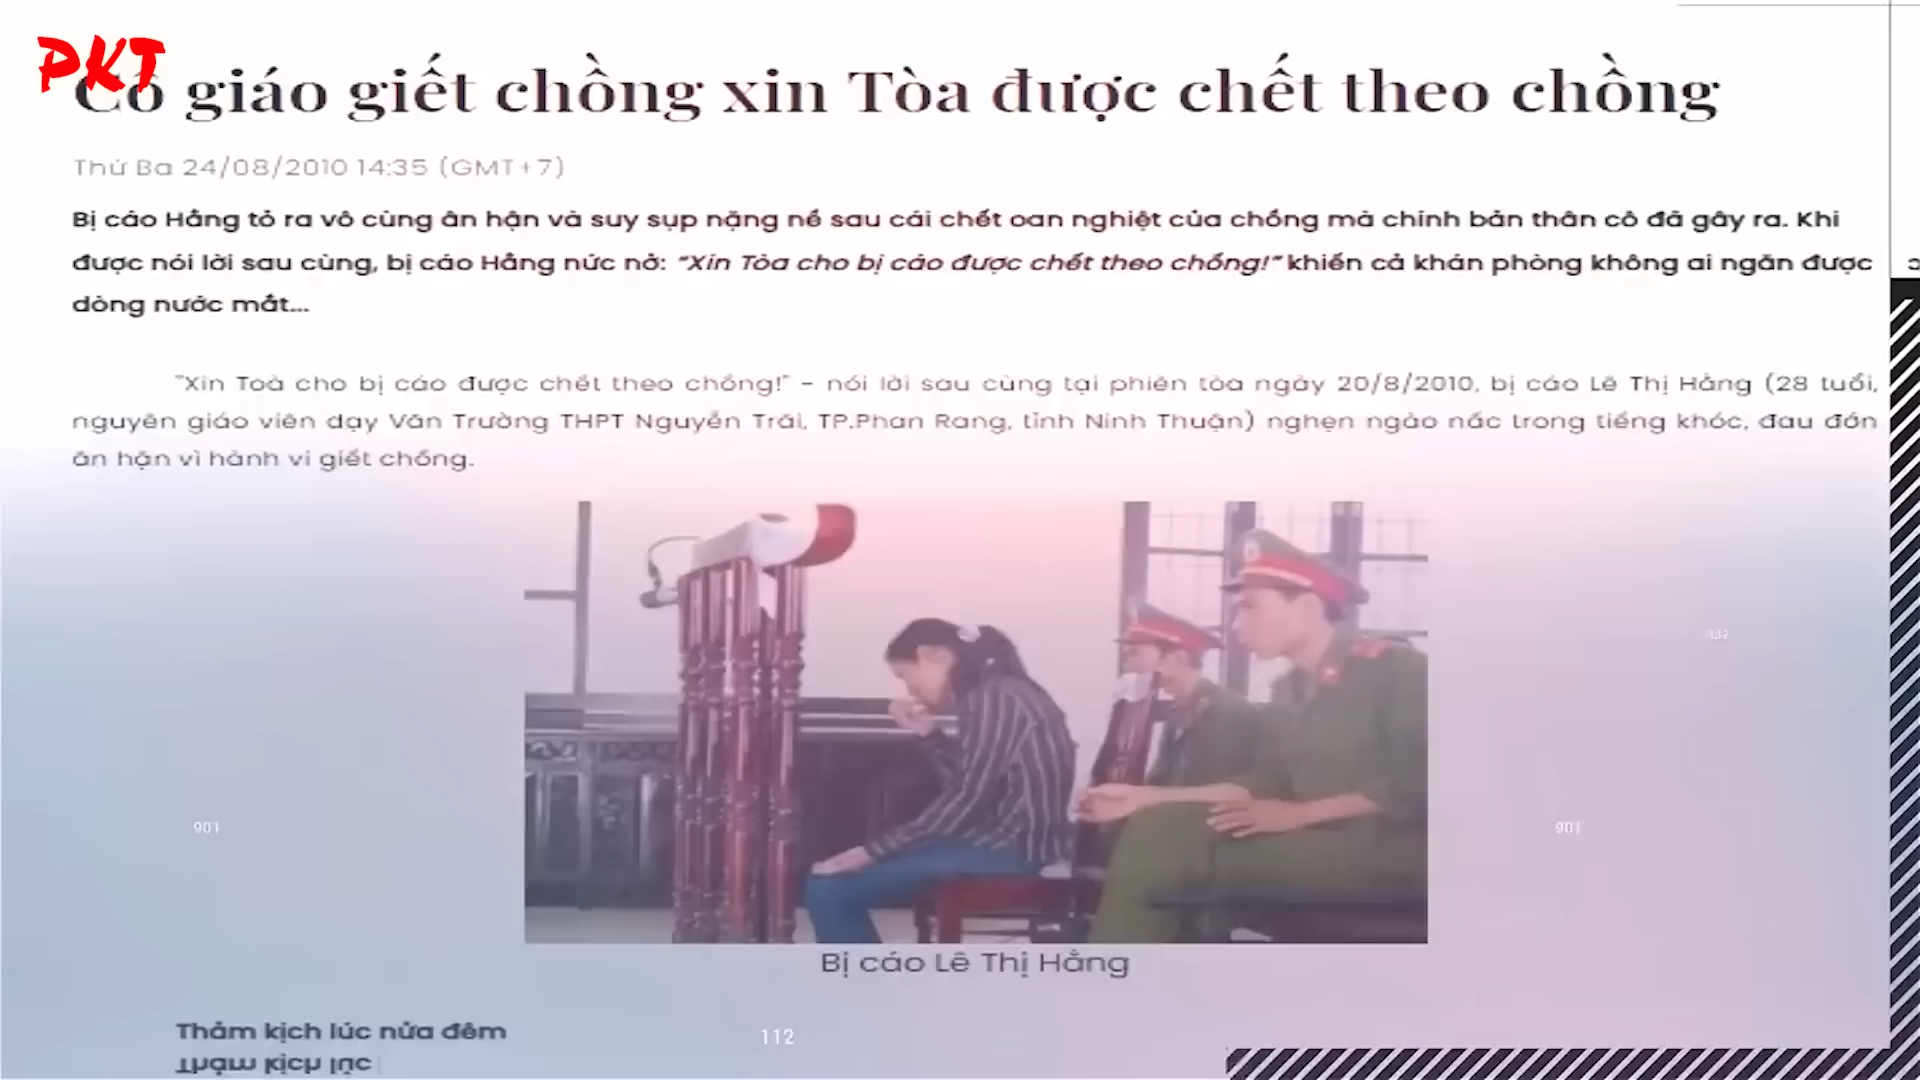 PKT
Cô giáo giết chồng xin Tòa được chết theo chồng
Thứ Ba 24/08/2010 14:35 (GMT+7)
Bị cáo Hằng tỏ ra vô cùng ân hận và suy sụp nặng nề sau cái chết oan nghiệt của chồng mà chính bản thân cô đã gây ra. Khi
được nói lời sau cùng, bị cáo Hằng nức nở: "Xin Tòa cho bị cáo được chết theo chồng!" khiến cả khán phòng không ai ngăn được
dòng nước mắt...
"Xin Toà cho bị cáo được chết theo chồng!" - nói lời sau cùng tại phiên tòa ngày 20/8/2010, bị cáo Lê Thị Hằng (28 tuổi,
nguyên giáo viên dạy Văn Trường THPT Nguyễn Trãi, TP.Phan Rang, tỉnh Ninh Thuận) nghẹn ngào nấc trong tiếng khóc, đau đớn
ân hận vì hành vi giết chồng.
932
901
901
Bị cáo Lê Thị Hằng
Thảm kịch lúc nửa đêm
112